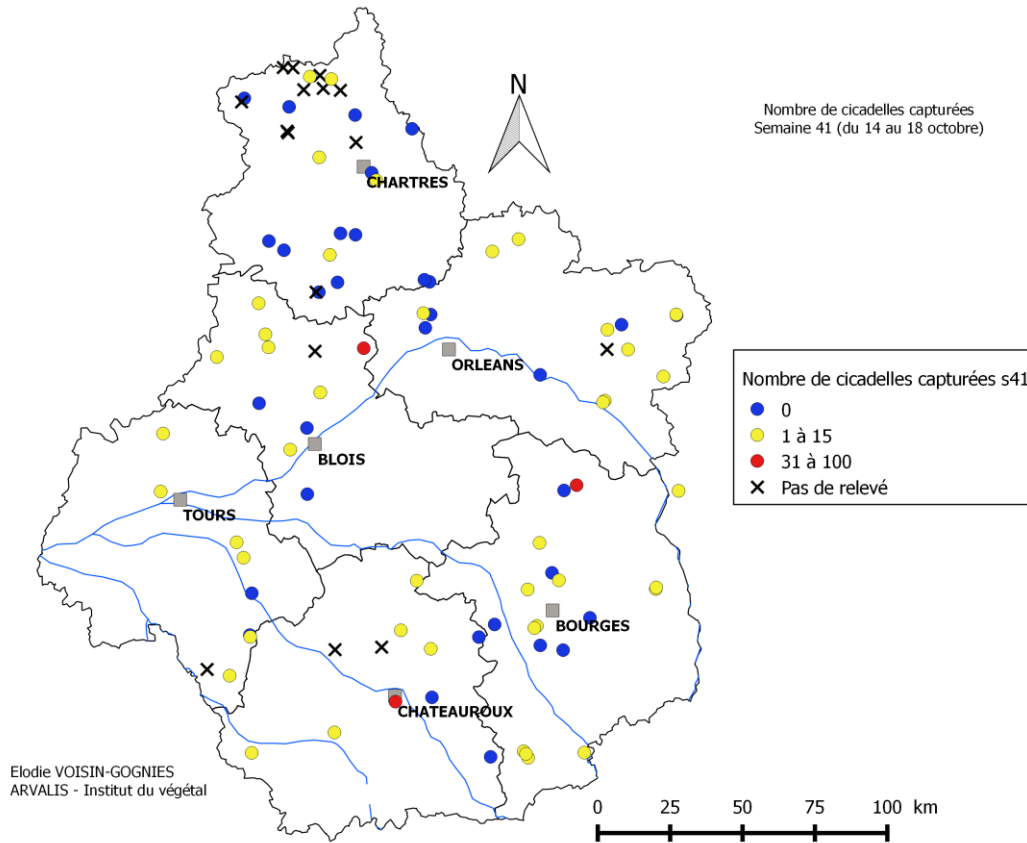 N
Nombre de cicadelles capturées
Semaine 41 (du 14 au 18 octobre)
CHARTRES
ORLEANS
Nombre de cicadelles capturées s41
0
1 à 15
31 à 100
Pas de relevé
BLOIS
TOURS
BOURGES
CHATEAUROUX
Elodie VOISIN-GOGNIES
ARVALIS - Institut du végétal
0 25 50 75 100 km